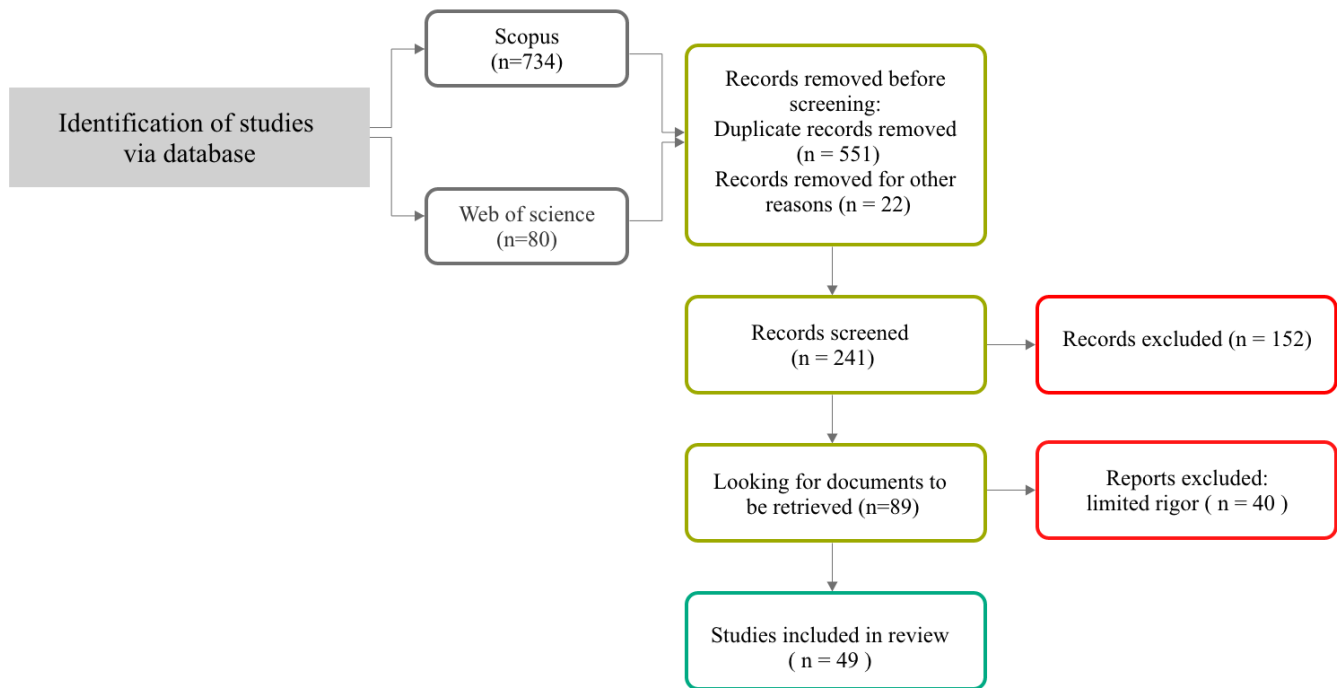 Identification of studies
via database
Scopus
(n=734)
Web of science
(n=80)
Records removed before
screening:
Duplicate records removed
(n = 551)
Records removed for other
reasons (n = 22)
Records screened
(n = 241)
Records excluded (n = 152)
Looking for documents to
be retrieved (n=89)
Reports excluded:
limited rigor ( n = 40 )
Studies included in review
( n = 49 )